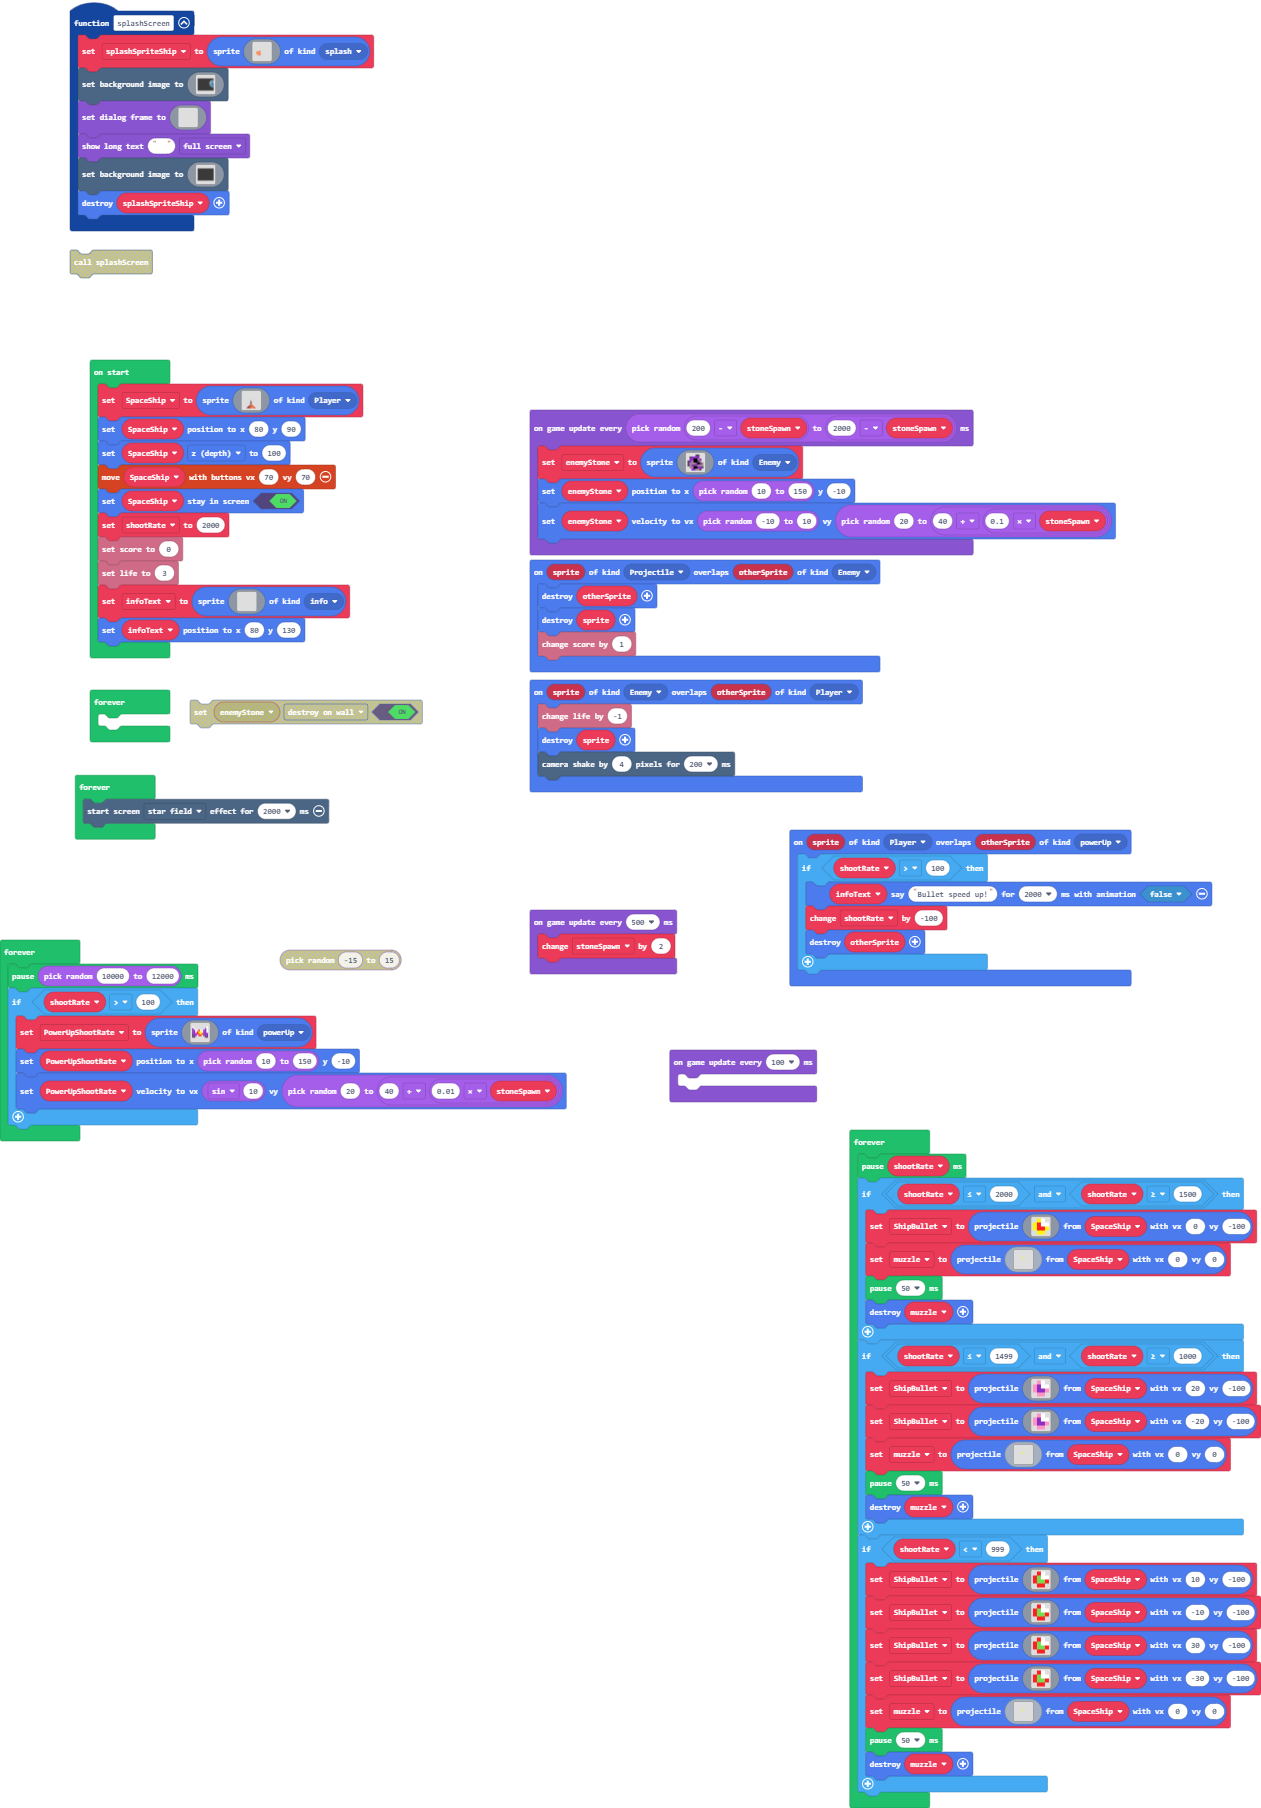 function splashScreen
set splashSpriteShip to sprite of kind splash
set background image to
set dialog frame to
show long text " " full screen
set background image to
destroy splashSpriteShip
call splashScreen
on start
set SpaceShip to sprite of kind Player
set SpaceShip position to x 80 y 90
set SpaceShip z (depth) to 100
move SpaceShip with buttons vx 70 vy 70
set SpaceShip stay in screen ON
set shootRate to 2000
set score to 0
set life to 3
set infoText to sprite of kind info
set infoText position to x 80 y 130
on game update every pick random 200 - stoneSpawn to 2000 - stoneSpawn ms
set enemyStone to sprite of kind Enemy
set enemyStone position to x pick random 10 to 150 y -10
set enemyStone velocity to vx pick random -10 to 10 vy pick random 20 to 40 + 0.1 × stoneSpawn
on sprite of kind Projectile overlaps otherSprite of kind Enemy
destroy otherSprite
destroy sprite
change score by 1
on sprite of kind Enemy overlaps otherSprite of kind Player
change life by -1
destroy sprite
camera shake by 4 pixels for 200 ms
forever
set enemyStone destroy on wall ON
forever
start screen star field effect for 2000 ms
on sprite of kind Player overlaps otherSprite of kind powerUp
if shootRate > 100 then
infoText say "Bullet speed up!" for 2000 ms with animation false
change shootRate by -100
destroy otherSprite
on game update every 500 ms
change stoneSpawn by 2
forever
pause pick random 10000 to 12000 ms
if shootRate > 100 then
set PowerUpShootRate to sprite of kind powerUp
set PowerUpShootRate position to x pick random 10 to 150 y -10
set PowerUpShootRate velocity to vx sin 10 vy pick random 20 to 40 + 0.01 × stoneSpawn
pick random -15 to 15
on game update every 100 ms
forever
pause shootRate ms
if shootRate ≤ 2000 and shootRate ≥ 1500 then
set ShipBullet to projectile from SpaceShip with vx 0 vy -100
set muzzle to projectile from SpaceShip with vx 0 vy 0
pause 50 ms
destroy muzzle
if shootRate ≤ 1499 and shootRate ≥ 1000 then
set ShipBullet to projectile from SpaceShip with vx 20 vy -100
set ShipBullet to projectile from SpaceShip with vx -20 vy -100
set muzzle to projectile from SpaceShip with vx 0 vy 0
pause 50 ms
destroy muzzle
if shootRate < 999 then
set ShipBullet to projectile from SpaceShip with vx 10 vy -100
set ShipBullet to projectile from SpaceShip with vx -10 vy -100
set ShipBullet to projectile from SpaceShip with vx 30 vy -100
set ShipBullet to projectile from SpaceShip with vx -30 vy -100
set muzzle to projectile from SpaceShip with vx 0 vy 0
pause 50 ms
destroy muzzle